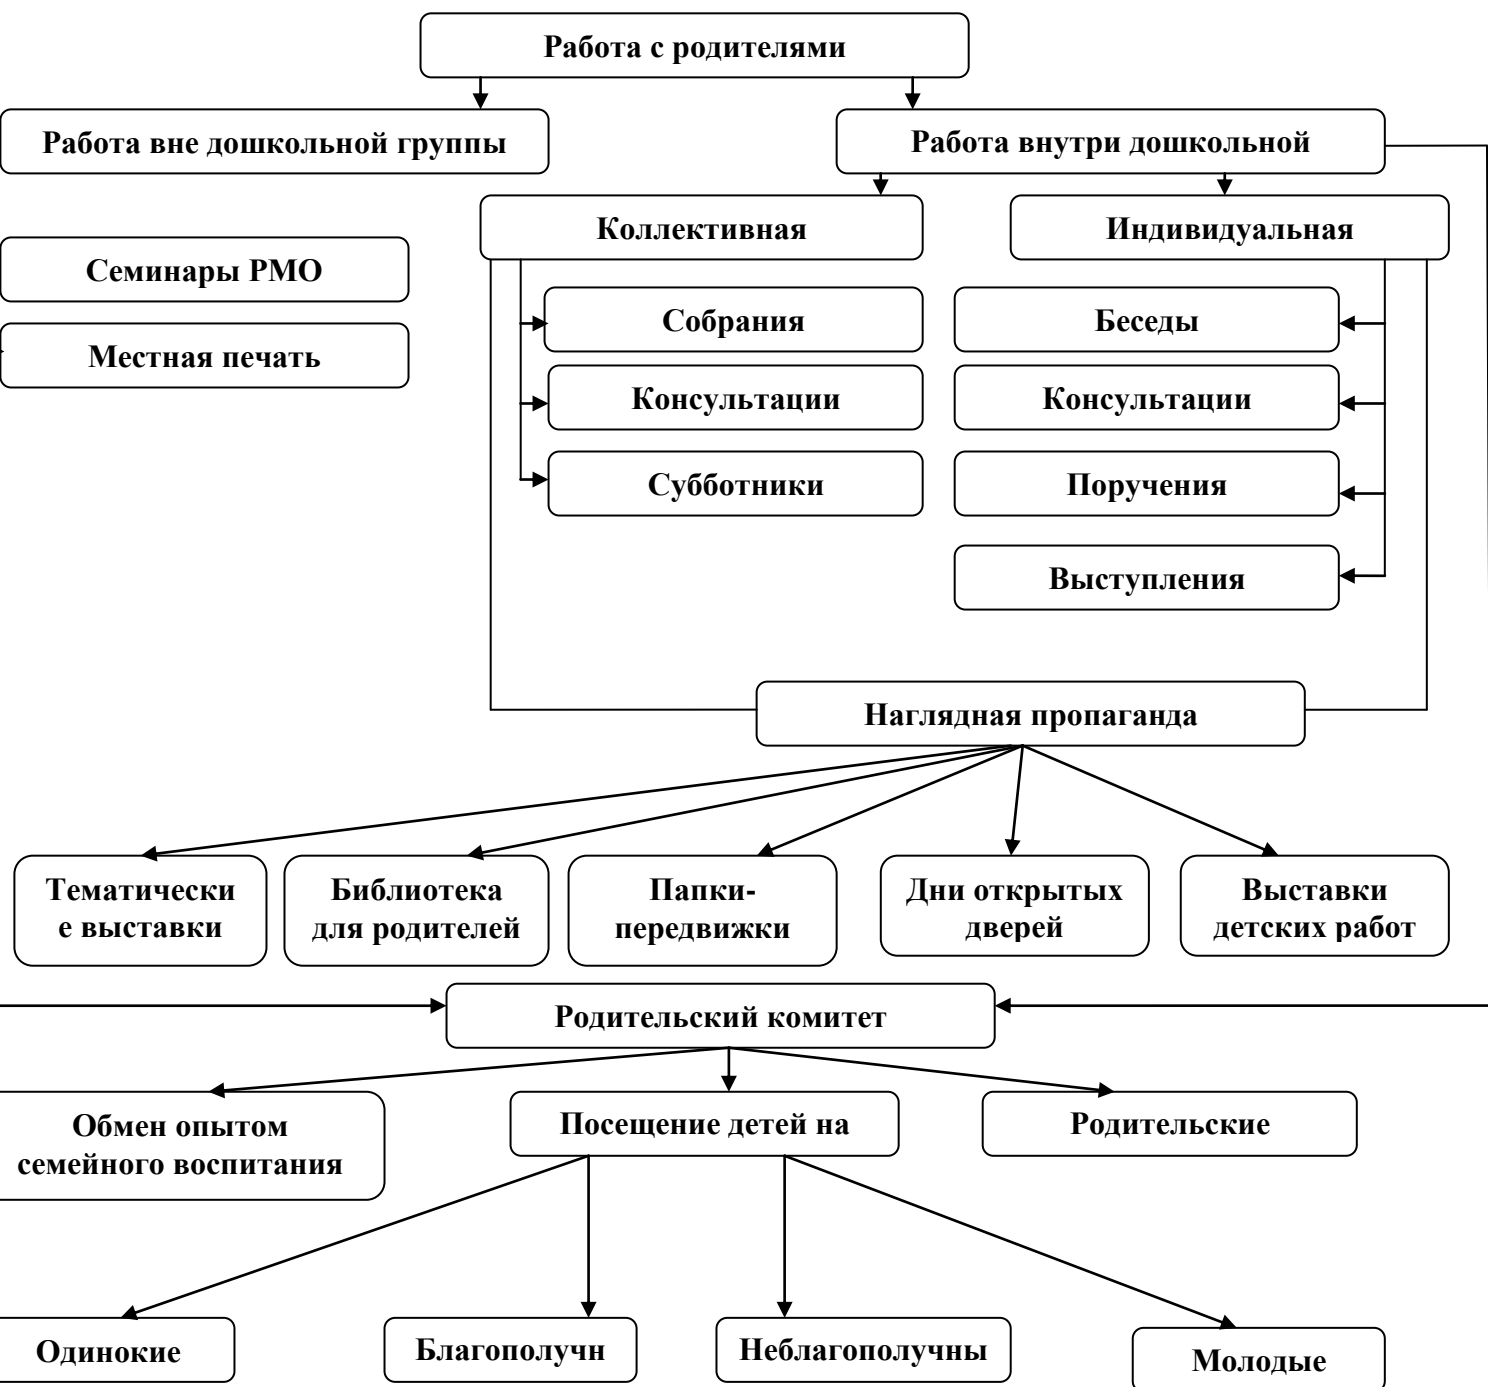 Работа с родителями
Работа вне дошкольной группы
Работа внутри дошкольной
Коллективная
Индивидуальная
Семинары РМО
Местная печать
Собрания
Консультации
Субботники
Беседы
Консультации
Поручения
Выступления
Наглядная пропаганда
Тематически
е выставки
Библиотека
для родителей
Папки-
передвижки
Дни открытых
дверей
Выставки
детских работ
Родительский комитет
Обмен опытом
семейного воспитания
Посещение детей на
Родительские
Одинокие
Благополучн
Неблагополучны
Молодые